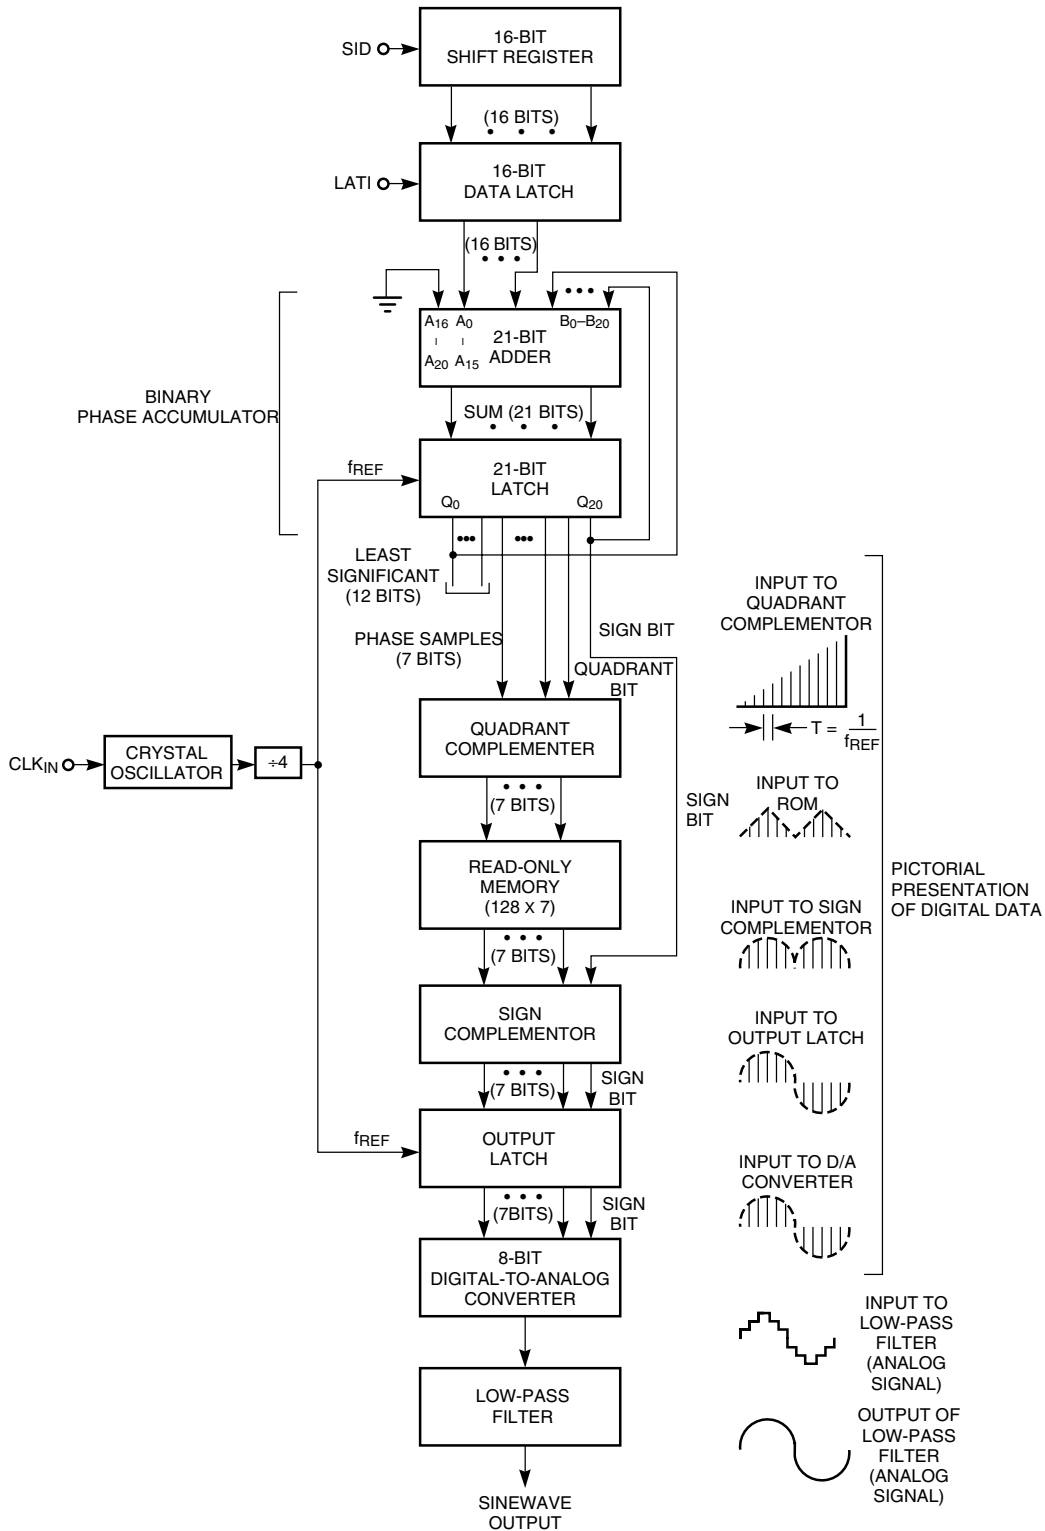 SID
16-BIT
SHIFT REGISTER
(16 BITS)
LATI
16-BIT
DATA LATCH
(16 BITS)
A16 A0
B0–B20
21-BIT
ADDER
A20 A15
BINARY
PHASE ACCUMULATOR
SUM (21 BITS)
fREF
21-BIT
LATCH
Q0
Q20
LEAST
SIGNIFICANT
(12 BITS)
PHASE SAMPLES
(7 BITS)
SIGN BIT
QUADRANT
BIT
QUADRANT
COMPLEMENTER
CLKIN
CRYSTAL
OSCILLATOR
÷4
(7 BITS)
SIGN
BIT
READ-ONLY
MEMORY
(128 X 7)
(7 BITS)
SIGN
COMPLEMENTOR
(7 BITS)
SIGN
BIT
fREF
OUTPUT
LATCH
(7BITS)
SIGN
BIT
8-BIT
DIGITAL-TO-ANALOG
CONVERTER
LOW-PASS
FILTER
SINEWAVE
OUTPUT
INPUT TO
QUADRANT
COMPLEMENTOR
T = 1
fREF
INPUT TO
ROM
INPUT TO SIGN
COMPLEMENTOR
INPUT TO
OUTPUT LATCH
INPUT TO D/A
CONVERTER
PICTORIAL
PRESENTATION
OF DIGITAL DATA
INPUT TO
LOW-PASS
FILTER
(ANALOG
SIGNAL)
OUTPUT OF
LOW-PASS
FILTER
(ANALOG
SIGNAL)